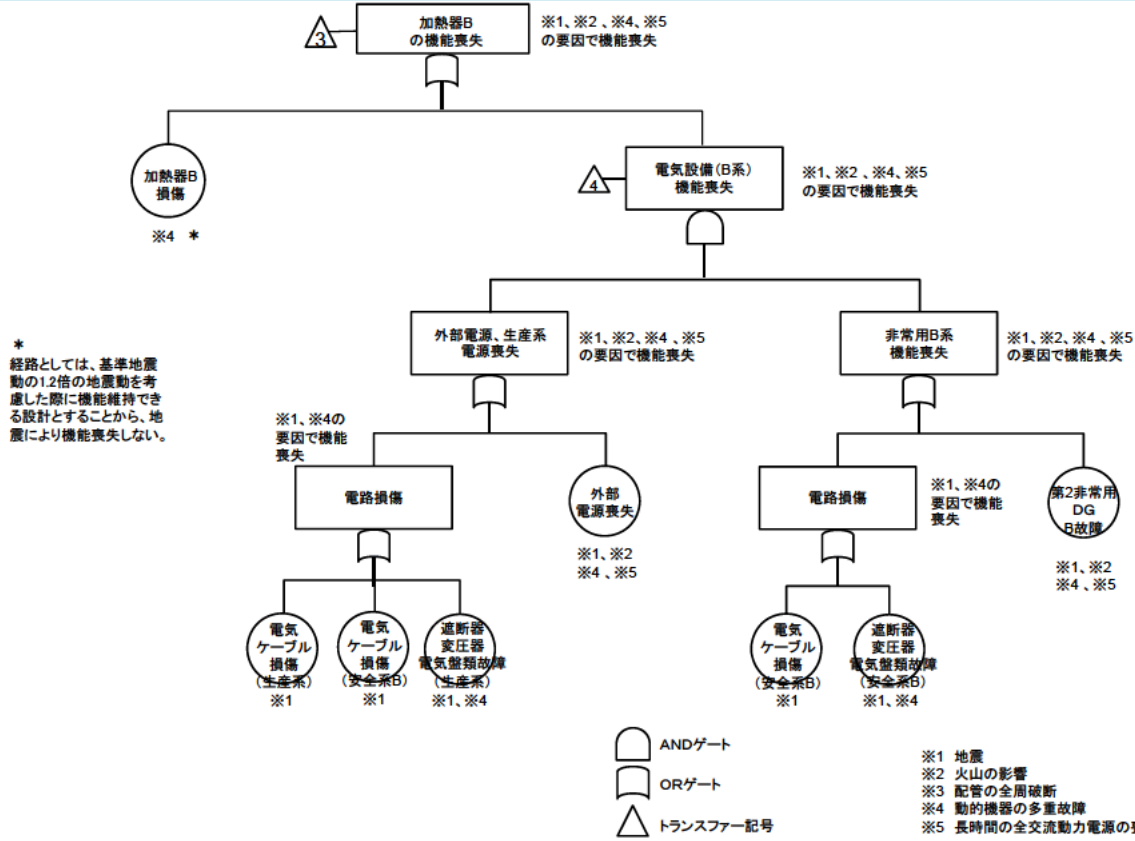 3
加熱器B
の機能喪失
※1、※2 、※4、※5
の要因で機能喪失
加熱器B
損傷
※4 *
4
電気設備(B系)
機能喪失
※1、※2 、※4、※5
の要因で機能喪失
*
経路としては、基準地震
動の1.2倍の地震動を考
慮した際に機能維持でき
る設計とすることから、地
震により機能喪失しない。
外部電源、生産系
電源喪失
※1、※2、※4 、※5
の要因で機能喪失
非常用B系
機能喪失
※1、※2、※4 、※5
の要因で機能喪失
※1、※4の
要因で機能
喪失
電路損傷
外部
電源喪失
※1、※2
※4 、※5
電路損傷
※1、※4の
要因で機能
喪失
第2非常用
DG
B故障
※1、※2
※4 、※5
電気
ケーブル
損傷
(生産系)
※1
電気
ケーブル
損傷
(安全系B)
※1
遮断器
変圧器
電気盤類故障
(生産系)
※1、※4
電気
ケーブル
損傷
(安全系B)
※1
遮断器
変圧器
電気盤類故障
(安全系B)
※1、※4
ANDゲート
ORゲート
トランスファー記号
※1 地震
※2 火山の影響
※3 配管の全周破断
※4 動的機器の多重故障
※5 長時間の全交流動力電源の